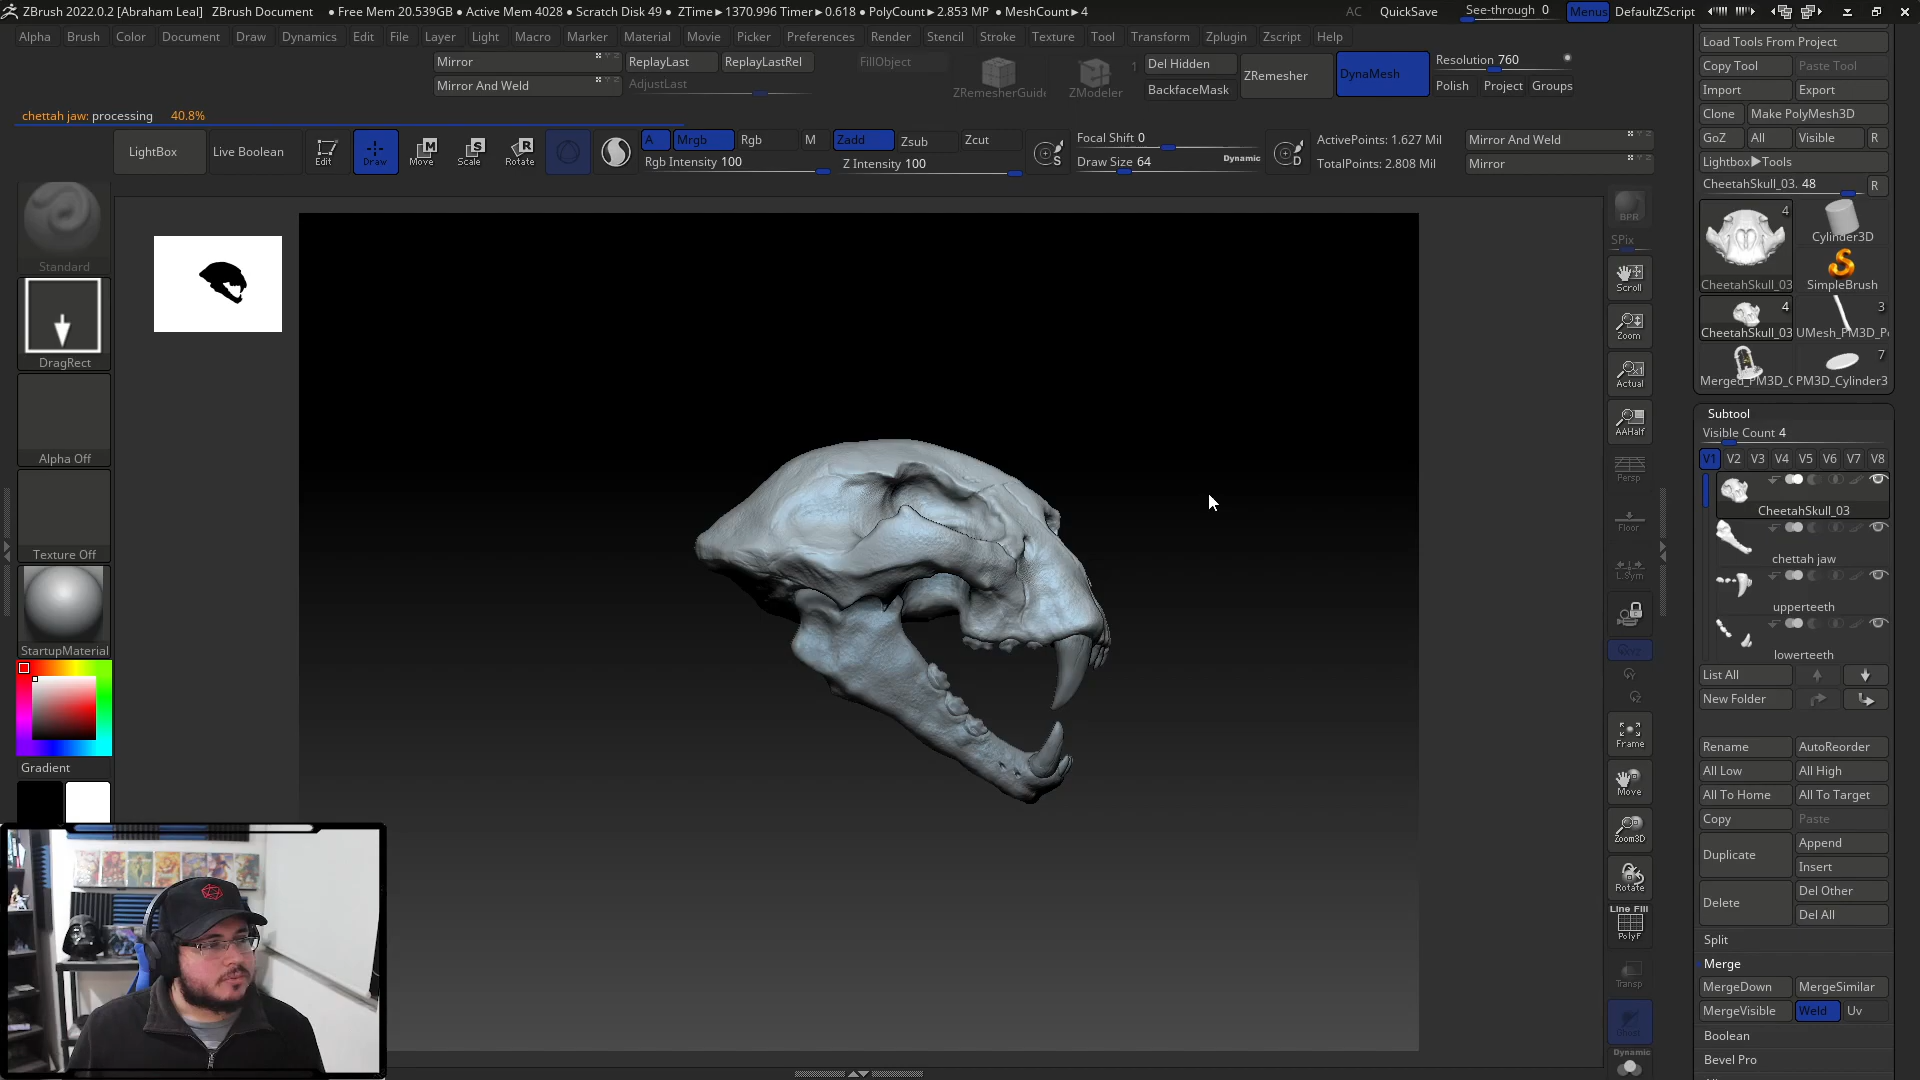 ZBrush 2022.0.2 [Abraham Leal] ZBrush Document ● Free Mem 20.539GB ● Active Mem 4028 ● Scratch Disk 49 ● ZTime►1370.996 Timer►0.618 ● PolyCount►2.853 MP ● MeshCount►4 AC QuickSave See-through 0 Menus DefaultZScript
Alpha Brush Color Document Draw Dynamics Edit File Layer Light Macro Marker Material Movie Picker Preferences Render Stencil Stroke Texture Tool Transform Zplugin Zscript Help
Mirror ReplayLast ReplayLastRel FillObject
Mirror And Weld AdjustLast
ZRemesherGuide ZModeler 1
Del Hidden
BackfaceMask
ZRemesher
DynaMesh
Resolution 760
Polish Project Groups
chettah jaw: processing 40.8%
LightBox Live Boolean Edit Draw Move Scale Rotate
A Mrgb Rgb M Zadd Zsub Zcut
Rgb Intensity 100 Z Intensity 100
S
Focal Shift 0
Draw Size 64 Dynamic
D
ActivePoints: 1.627 Mil
TotalPoints: 2.808 Mil
Mirror And Weld
Mirror
Standard
DragRect
Alpha Off
Texture Off
StartupMaterial
Gradient
BPR
SPix
Scroll
Zoom
Actual
AAHalf
Persp
Floor
L.Sym
Frame
Move
Zoom3D
Rotate
Line Fill
PolyF
Transp
Ghost
Dynamic
Load Tools From Project
Copy Tool Paste Tool
Import Export
Clone Make PolyMesh3D
GoZ All Visible R
Lightbox►Tools
CheetahSkull_03. 48 R
4
Cylinder3D
CheetahSkull_03 SimpleBrush
4 3
CheetahSkull_03 UMesh_PM3D_P
7
Merged_PM3D_C PM3D_Cylinder3
Subtool
Visible Count 4
V1 V2 V3 V4 V5 V6 V7 V8
CheetahSkull_03
chettah jaw
upperteeth
lowerteeth
List All
New Folder
Rename AutoReorder
All Low All High
All To Home All To Target
Copy Paste
Duplicate Append
Insert
Delete Del Other
Del All
Split
Merge
MergeDown MergeSimilar
MergeVisible Weld Uv
Boolean
Bevel Pro